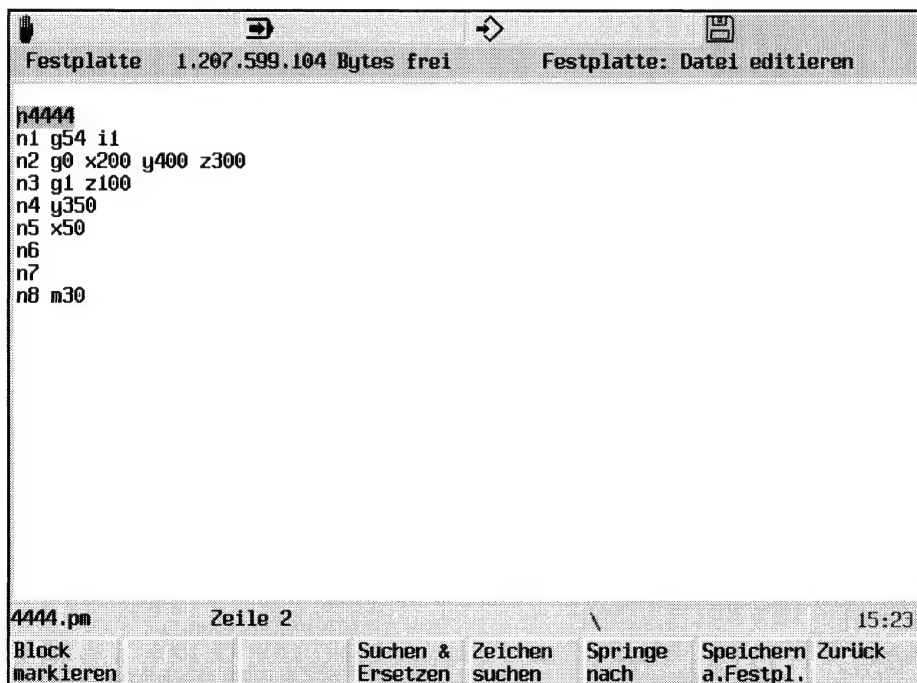 Festplatte 1.207.599.104 Bytes frei Festplatte: Datei editieren
n4444
n1 g54 i1
n2 g0 x200 y400 z300
n3 g1 z100
n4 y350
n5 x50
n6
n7
n8 m30
4444.pm Zeile 2 \ 15:23
Block markieren Suchen & Ersetzen Zeichen suchen Springe nach Speichern a.Festpl. Zurück